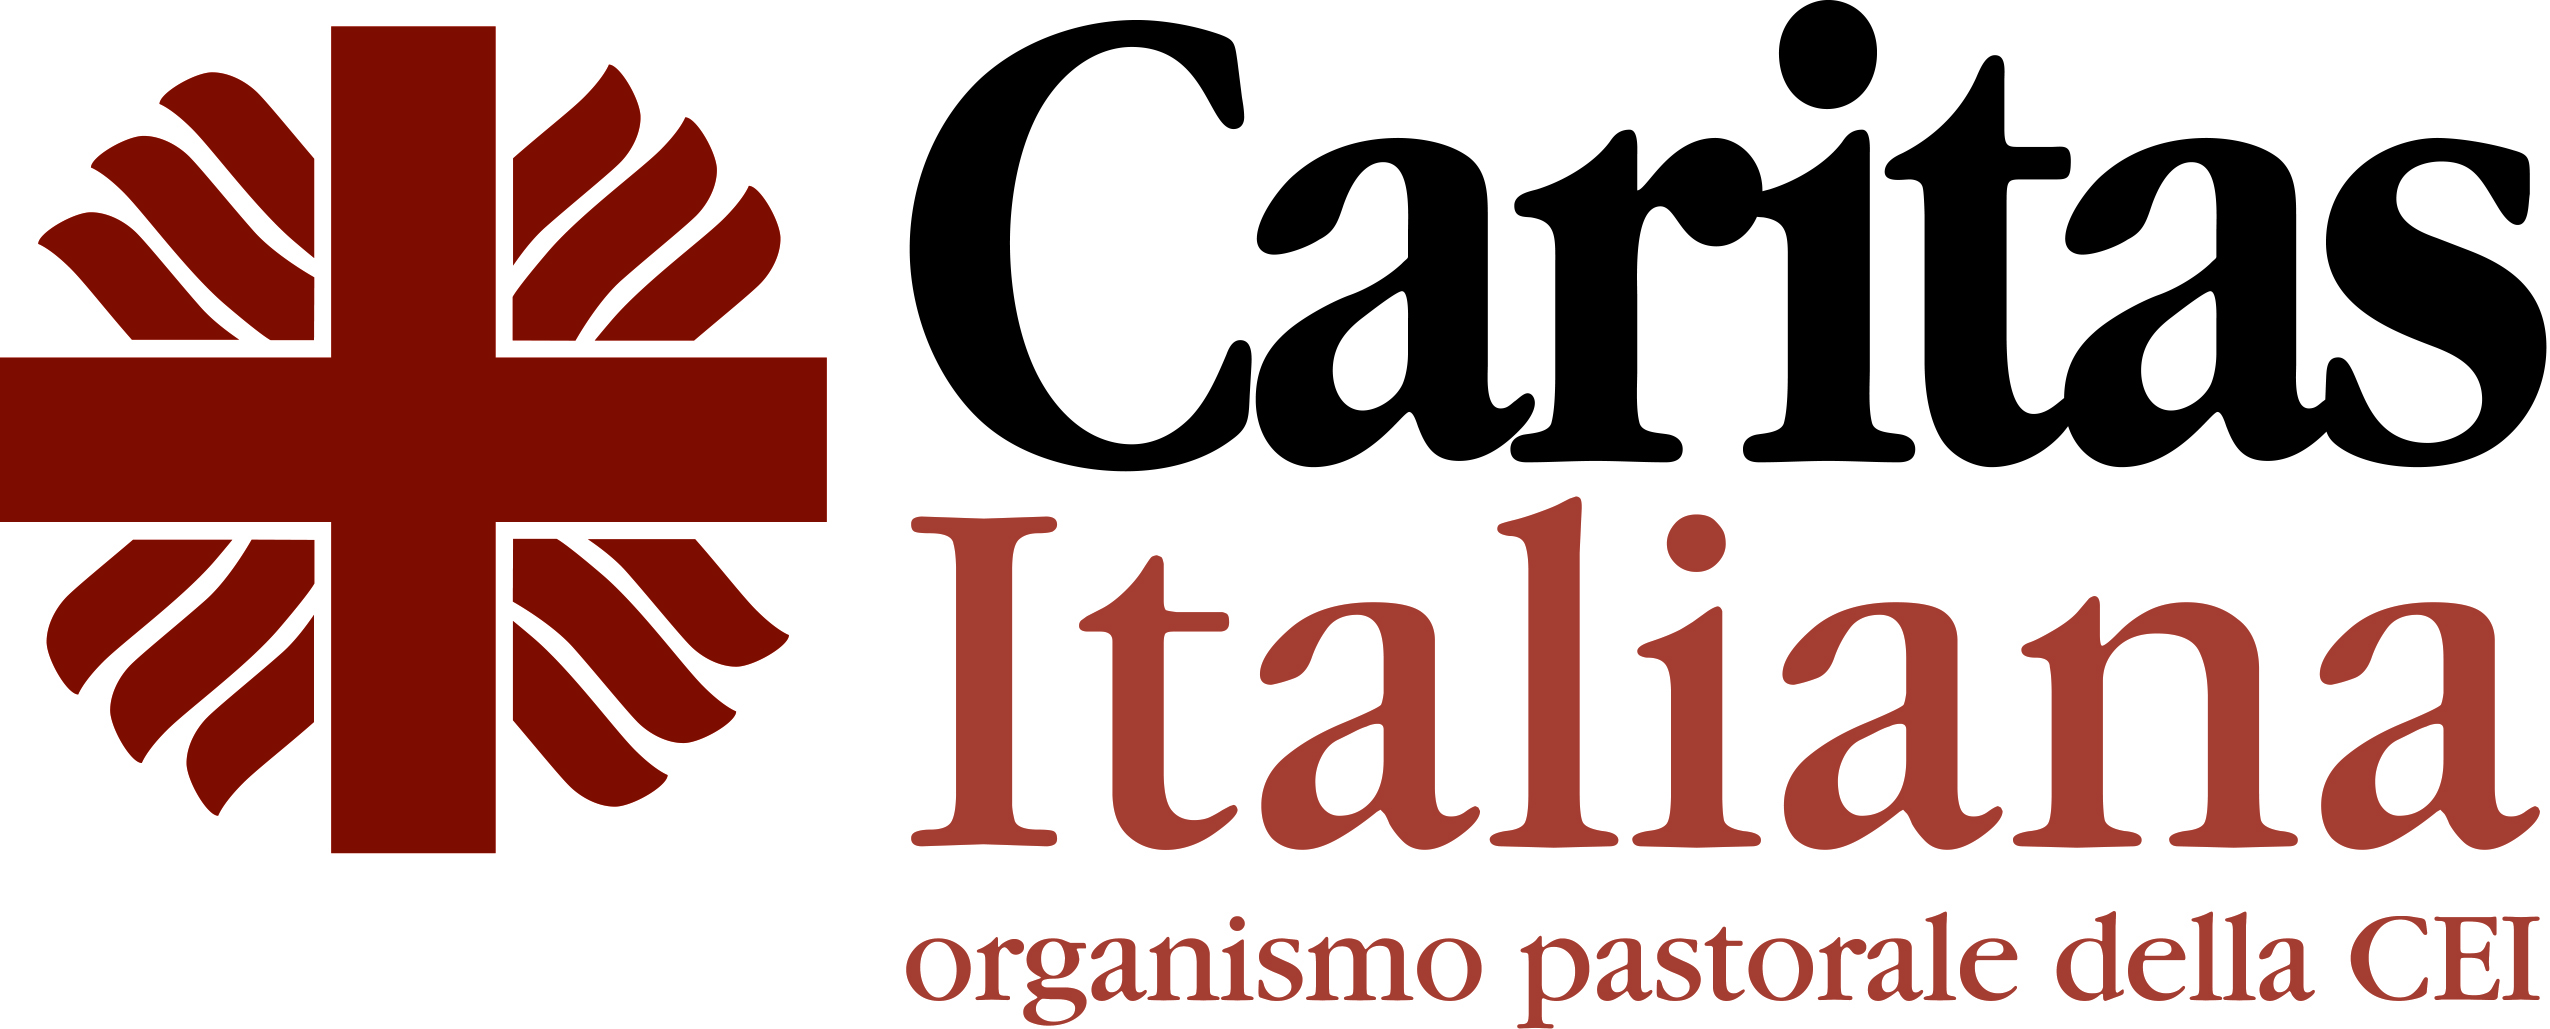 Caritas
Italiana
organismo pastorale della CEI